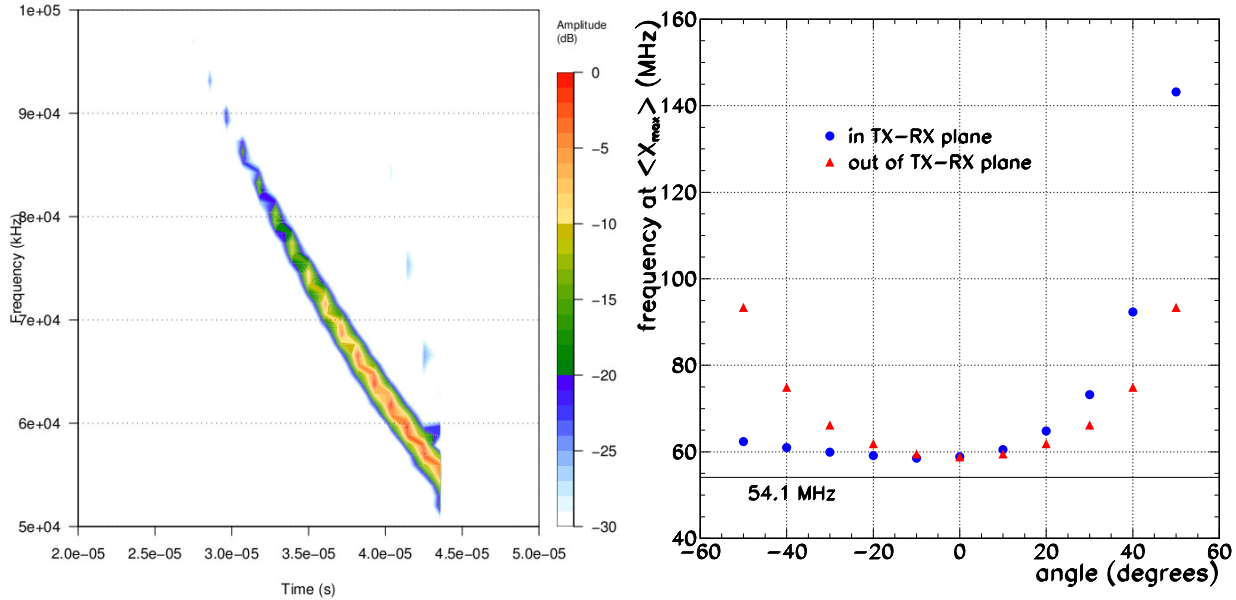 1e+05
9e+04
8e+04
7e+04
6e+04
5e+04
Frequency (kHz)
2.0e-05 2.5e-05 3.0e-05 3.5e-05 4.0e-05 4.5e-05 5.0e-05
Time (s)
Amplitude
(dB)
0
−5
−10
−15
−20
−25
−30
frequency at <Xmax> (MHz)
160
140
120
100
80
60
40
in TX−RX plane
out of TX−RX plane
54.1 MHz
−60 −40 −20 0 20 40 60
angle (degrees)